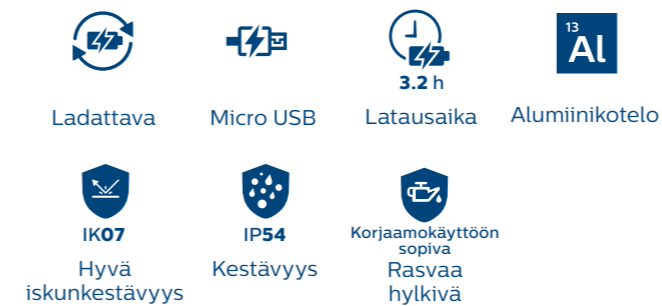 13
Al
3.2 h
Ladattava
Micro USB
Latausaika
Alumiinikotelo
IK07
Hyvä
iskunkestävyys
IP54
Kestävyys
Korjaamokäyttöön
sopiva
Rasvaa
hylkivä